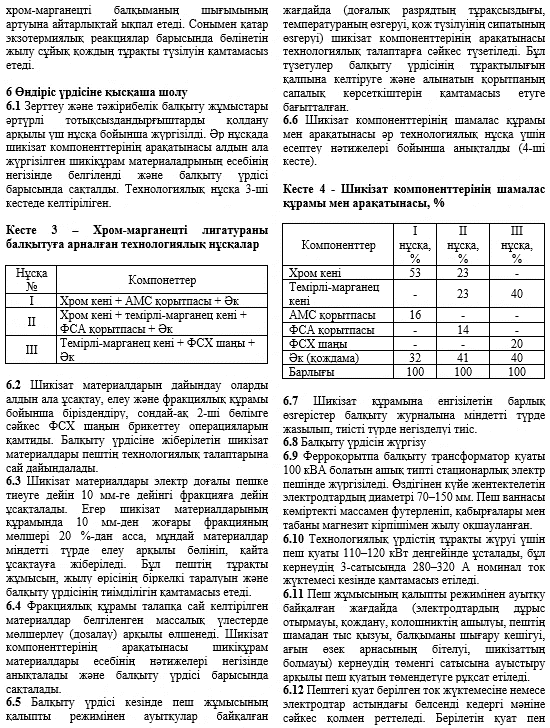 хром-марганецті балқыманың шығымының
артуына айтарлықтай ықпал етеді. Сонымен қатар
экзотермиялық реакциялар барысында бөлінетін
жылу сұйық қождың тұрақты түзілуін қамтамасыз
етеді.
6 Өндіріс үрдісіне қысқаша шолу
6.1 Зерттеу және тәжірибелік балқыту жұмыстары
әртүрлі тотықсыздандырғыштарды қолдану
арқылы үш нұсқа бойынша жүргізілді. Әр нұсқада
шикізат компоненттерінің арақатынасы алдын ала
жүргізілген шикіқұрам материаладрының есебінің
негізінде белгіленді және балқыту үрдісі
барысында сақталды. Технологиялық нұсқа 3-ші
кестеде келтірілген.
Кесте 3 – Хром-марганецті лигатураны
балқытуға арналған технологиялық нұсқалар
Нұсқа № Компонеттер
I Хром кені + АМС қорытпасы + Әк
II Хром кені + темірлі-марганец кені +
ФСА қорытпасы + Әк
III Темірлі-марганец кені + ФСХ шаңы +
Әк
6.2 Шикізат материалдарын дайындау оларды
алдын ала ұсақтау, елеу және фракциялық құрамы
бойынша біріздендіру, сондай-ақ 2-ші бөлімге
сәйкес ФСХ шаңын брикеттеу операцияларын
қамтиды. Балқыту үрдісіне жіберілетін шикізат
материалдары пештің технологиялық талаптарына
сай дайындалады.
6.3 Шикізат материалдары электр доғалы пешке
тиеуге дейін 10 мм-ге дейінгі фракцияға дейін
ұсақталады. Егер шикізат материалдарының
құрамында 10 мм-ден жоғары фракцияның
мөлшері 20 %-дан асса, мұндай материалдар
міндетті түрде елеу арқылы бөлініп, қайта
ұсақтауға жіберіледі. Бұл пештің тұрақты
жұмысын, жылу өрісінің біркелкі таралуын және
балқыту үрдісінің тиімділігін қамтамасыз етеді.
6.4 Фракциялық құрамы талапқа сай келтірілген
материалдар белгіленген массалық үлестерде
мөлшерлеу (дозалау) арқылы өлшенеді. Шикізат
компоненттерінің арақатынасы шикіқұрам
материалдары есебінің нәтижелері негізінде
анықталады және балқыту үрдісі барысында
сақталады.
6.5 Балқыту үрдісі кезінде пеш жұмысының
қалыпты режимінен ауытқулар байқалған
жағдайда (доғалық разрядтың тұрақсыздығы,
температураның өзгеруі, қож түзілуінің сипатының
өзгеруі) шикізат компоненттерінің арақатынасы
технологиялық талаптарға сәйкес түзетіледі. Бұл
түзетулер балқыту үрдісінің тұрақтылығын
қалпына келтіруге және алынатын қорытпаның
сапалық көрсеткіштерін қамтамасыз етуге
бағытталған.
6.6 Шикізат компоненттерінің шамалас құрамы
мен арақатынасы әр технологиялық нұсқа үшін
есептеу нәтижелері бойынша анықталды (4-ші
кесте).
Кесте 4 - Шикізат компоненттерінің шамалас
құрамы мен арақатынасы, %
Компоненттер I нұсқа, % II нұсқа, % III нұсқа, %
Хром кені 53 23 -
Темірлі-марганец кені - 23 40
АМС қорытпасы 16 - -
ФСА қорытпасы - 14 -
ФСХ шаңы - - 20
Әк (қождама) 32 41 40
Барлығы 100 100 100
6.7 Шикізат құрамына енгізілетін барлық
өзгерістер балқыту журналына міндетті түрде
жазылып, тиісті түрде негізделуі тиіс.
6.8 Балқыту үрдісін жүргізу
6.9 Ферроқорытпа балқыту трансформатор қуаты
100 кВА болатын ашық типті стационарлық электр
пешінде жүргізіледі. Өздігінен күйе жентектелетін
электродтардың диаметрі 70–150 мм. Пеш ваннасы
көміртекті массамен футерленіп, қабырғалары мен
табаны магнезит кірпішімен жылу оқшауланған.
6.10 Технологиялық үрдістің тұрақты жүруі үшін
пеш қуаты 110–120 кВт деңгейінде ұсталады, бұл
кернеудің 3-сатысында 280–320 А номинал ток
жүктемесі кезінде қамтамасыз етіледі.
6.11 Пеш жұмысының қалыпты режимінен ауытқу
байқалған жағдайда (электродтардың дұрыс
отырмауы, қождану, колошниктің ашылуы, пештің
шамадан тыс қызуы, балқыманы шығару кешігуі,
ағын өзек арнасының бітелуі, шикізаттың
болмауы) кернеудің төменгі сатысына ауыстыру
арқылы пеш қуатын төмендетуге рұқсат етіледі.
6.12 Пештегі қуат берілген ток жүктемесіне немесе
электродтар астындағы белсенді кедергі мәніне
сәйкес қолмен реттеледі. Берілетін қуат пен